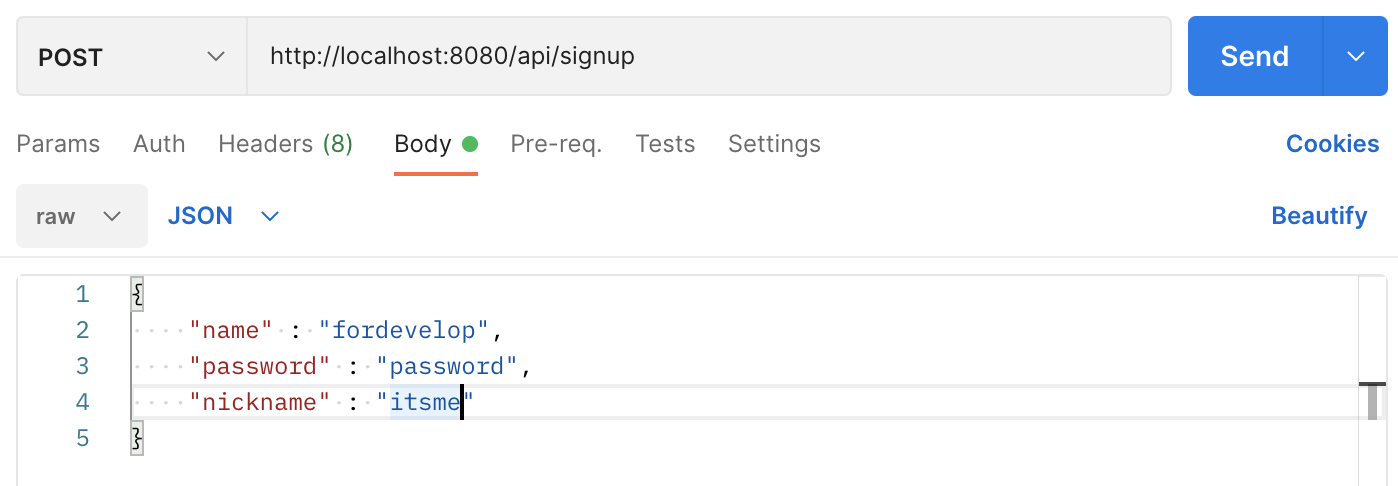 POST http://localhost:8080/api/signup Send
Params Auth Headers (8) Body Pre-req. Tests Settings Cookies
raw JSON Beautify
1 {
2 "name" : "fordevelop",
3 "password" : "password",
4 "nickname" : "itsme"
5 }